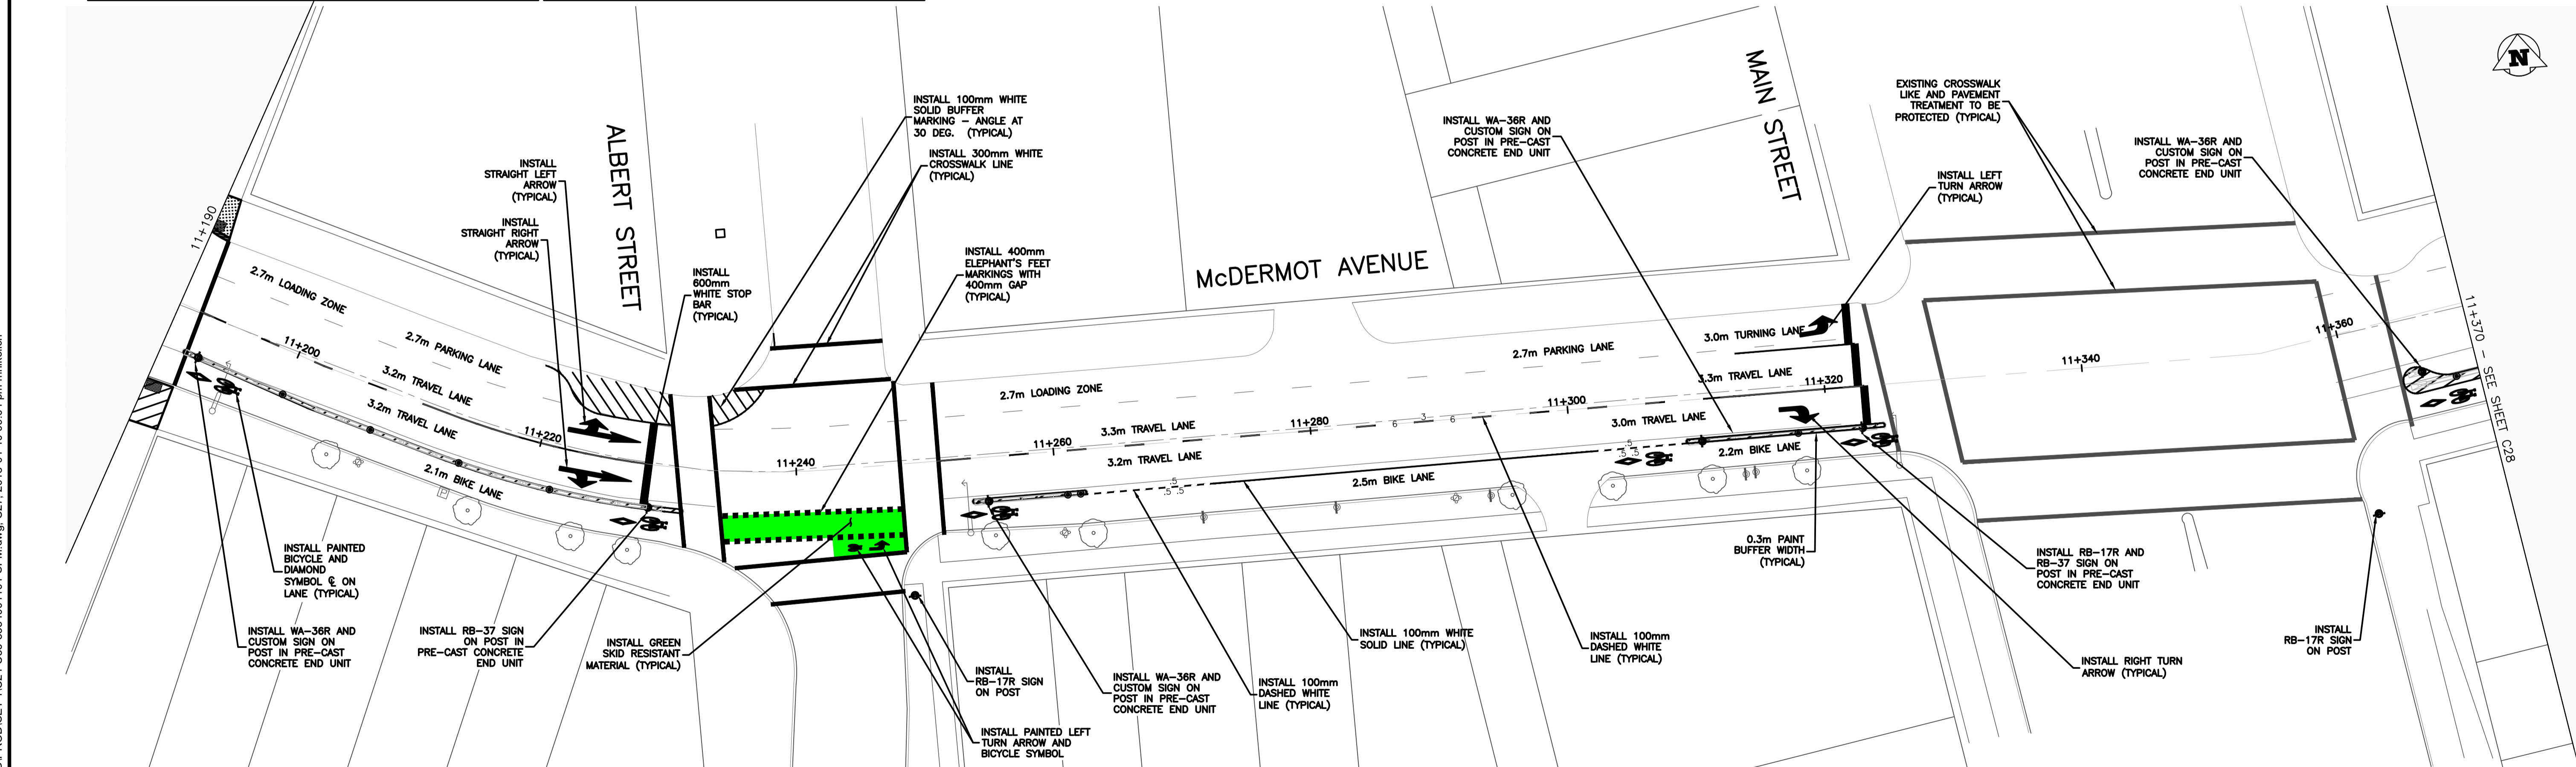 N
11+190
ALBERT STREET
MAIN STREET
McDERMOT AVENUE
INSTALL
STRAIGHT LEFT
ARROW
(TYPICAL)
INSTALL
STRAIGHT RIGHT
ARROW
(TYPICAL)
INSTALL 100mm WHITE
SOLID BUFFER
MARKING – ANGLE AT
30 DEG. (TYPICAL)
INSTALL 300mm WHITE
CROSSWALK LINE
(TYPICAL)
INSTALL 400mm
ELEPHANT'S FEET
MARKINGS WITH
400mm GAP
(TYPICAL)
INSTALL
600mm
WHITE STOP
BAR
(TYPICAL)
INSTALL WA-36R AND
CUSTOM SIGN ON
POST IN PRE-CAST
CONCRETE END UNIT
EXISTING CROSSWALK
LIKE AND PAVEMENT
TREATMENT TO BE
PROTECTED (TYPICAL)
INSTALL WA-36R AND
CUSTOM SIGN ON
POST IN PRE-CAST
CONCRETE END UNIT
INSTALL LEFT
TURN ARROW
(TYPICAL)
2.7m LOADING ZONE
11+200
2.7m PARKING LANE
3.2m TRAVEL LANE
3.2m TRAVEL LANE
11+220
2.1m BIKE LANE
11+240
2.7m LOADING ZONE
11+260
3.3m TRAVEL LANE
3.2m TRAVEL LANE
11+280
6 3 6
2.5m BIKE LANE
.5
.5 .5
2.7m PARKING LANE
11+300
3.0m TURNING LANE
3.3m TRAVEL LANE
11+320
3.0m TRAVEL LANE
.5
.5 .5
2.2m BIKE LANE
11+340
11+360
11+370 - SEE SHEET C28
P
INSTALL PAINTED
BICYCLE AND
DIAMOND
SYMBOL ℄ ON
LANE (TYPICAL)
INSTALL WA-36R AND
CUSTOM SIGN ON
POST IN PRE-CAST
CONCRETE END UNIT
INSTALL RB-37 SIGN
ON POST IN
PRE-CAST CONCRETE
END UNIT
INSTALL GREEN
SKID RESISTANT
MATERIAL (TYPICAL)
INSTALL
RB-17R SIGN
ON POST
INSTALL PAINTED LEFT
TURN ARROW AND
BICYCLE SYMBOL
INSTALL WA-36R AND
CUSTOM SIGN ON
POST IN PRE-CAST
CONCRETE END UNIT
INSTALL 100mm
DASHED WHITE
LINE (TYPICAL)
INSTALL 100mm WHITE
SOLID LINE (TYPICAL)
INSTALL 100mm
DASHED WHITE
LINE (TYPICAL)
0.3m PAINT
BUFFER WIDTH
(TYPICAL)
INSTALL RB-17R AND
RB-37 SIGN ON
POST IN PRE-CAST
CONCRETE END UNIT
INSTALL RIGHT TURN
ARROW (TYPICAL)
INSTALL
RB-17R SIGN
ON POST